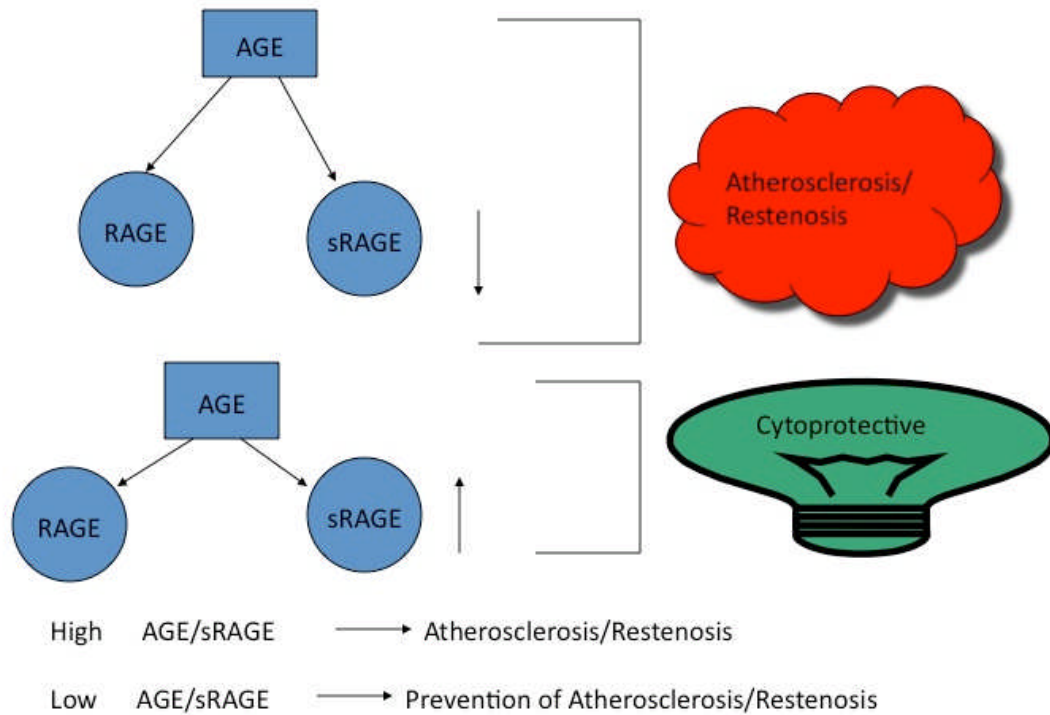 AGE
RAGE
sRAGE
Atherosclerosis/
Restenosis
AGE
RAGE
sRAGE
Cytoprotective
High AGE/sRAGE Atherosclerosis/Restenosis
Low AGE/sRAGE Prevention of Atherosclerosis/Restenosis